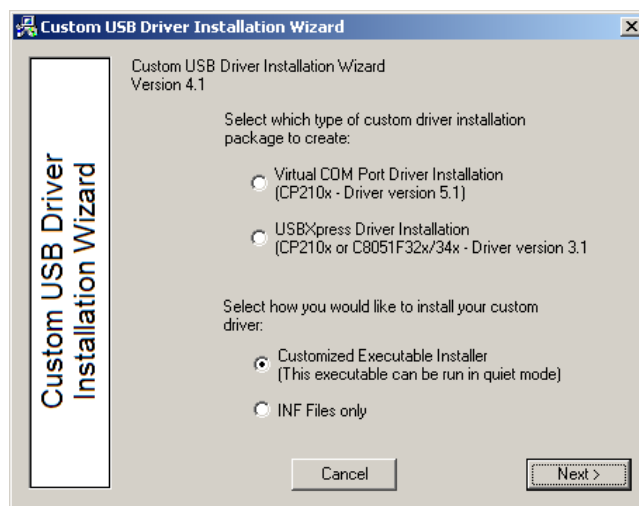 Custom USB Driver Installation Wizard
Custom USB Driver Installation Wizard
Version 4.1
Select which type of custom driver installation
package to create:
Virtual COM Port Driver Installation
(CP210x - Driver version 5.1)
USBXpress Driver Installation
(CP210x or C8051F32x/34x - Driver version 3.1
Custom USB Driver
Installation Wizard
Select how you would like to install your custom
driver:
Customized Executable Installer
(This executable can be run in quiet mode)
INF Files only
Cancel
Next >